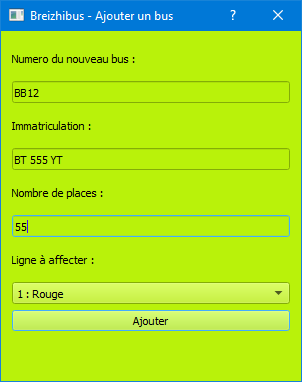 Breizhibus - Ajouter un bus
?
Numero du nouveau bus :
BB12
Immatriculation :
BT 555 YT
Nombre de places :
55
Ligne à affecter :
1 : Rouge
Ajouter